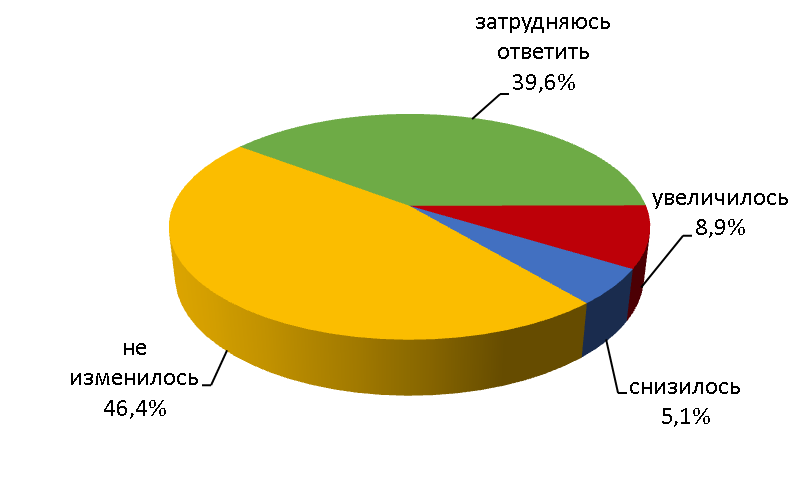 затрудняюсь
ответить
39,6%
увеличилось
8,9%
снизилось
5,1%
не
изменилось
46,4%